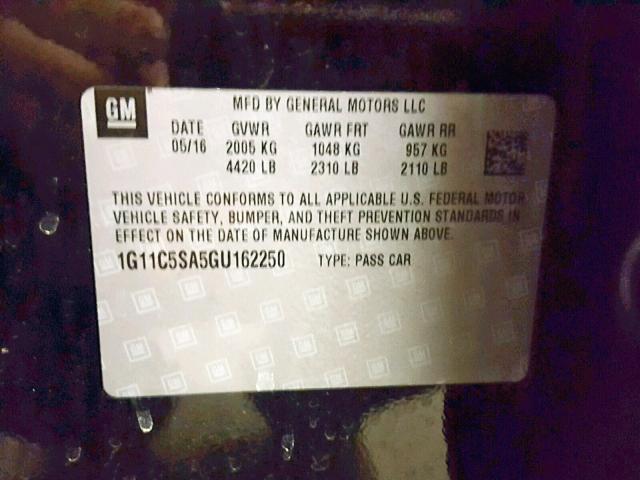 GM
MFD BY GENERAL MOTORS LLC
DATE GVWR GAWR FRT GAWR RR
05/16 2005 KG 1048 KG 957 KG
4420 LB 2310 LB 2110 LB
THIS VEHICLE CONFORMS TO ALL APPLICABLE U.S. FEDERAL MOTOR
VEHICLE SAFETY, BUMPER, AND THEFT PREVENTION STANDARDS IN
EFFECT ON THE DATE OF MANUFACTURE SHOWN ABOVE.
1G11C5SA5GU162250 TYPE: PASS CAR